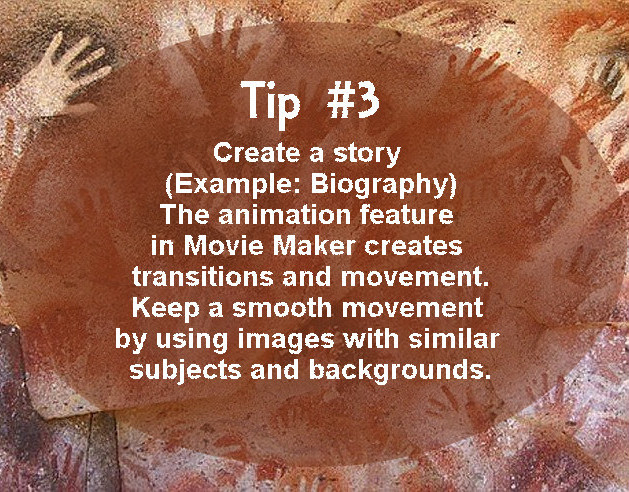 Tip #3
Create a story
(Example: Biography)
The animation feature
in Movie Maker creates
transitions and movement.
Keep a smooth movement
by using images with similar
subjects and backgrounds.